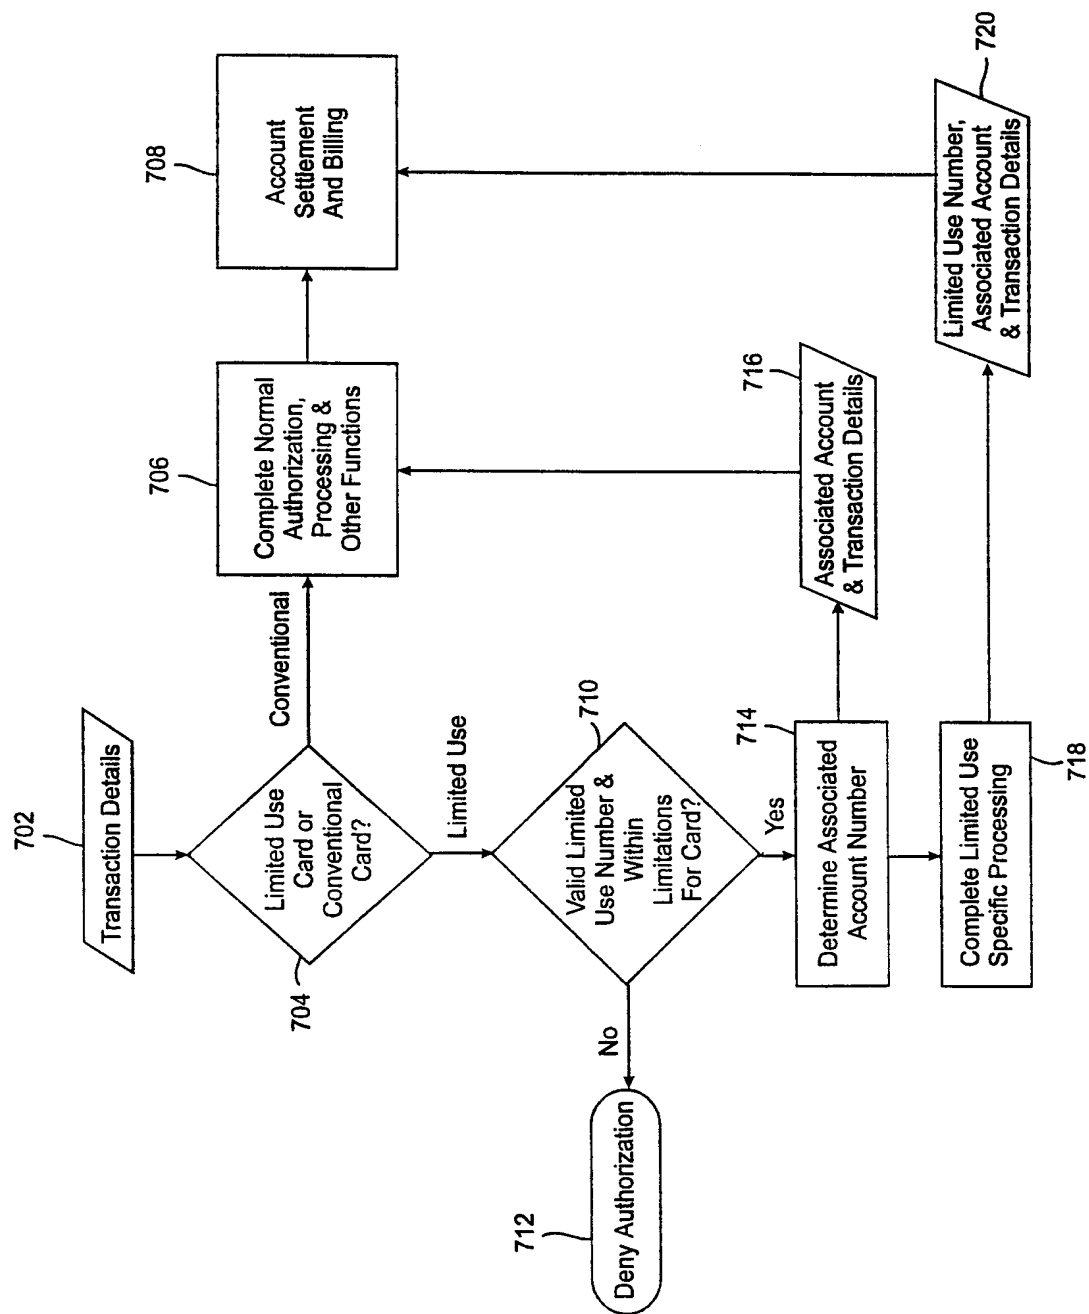 702
Transaction Details
704
Limited Use
Card or
Conventional
Card?
Conventional
706
Complete Normal
Authorization,
Processing &
Other Functions
708
Account
Settlement
And Billing
Limited Use
710
Valid Limited
Use Number &
Within
Limitations
For Card?
No
712
Deny Authorization
Yes
714
Determine Associated
Account Number
716
Associated Account
& Transaction Details
718
Complete Limited Use
Specific Processing
720
Limited Use Number,
Associated Account
& Transaction Details